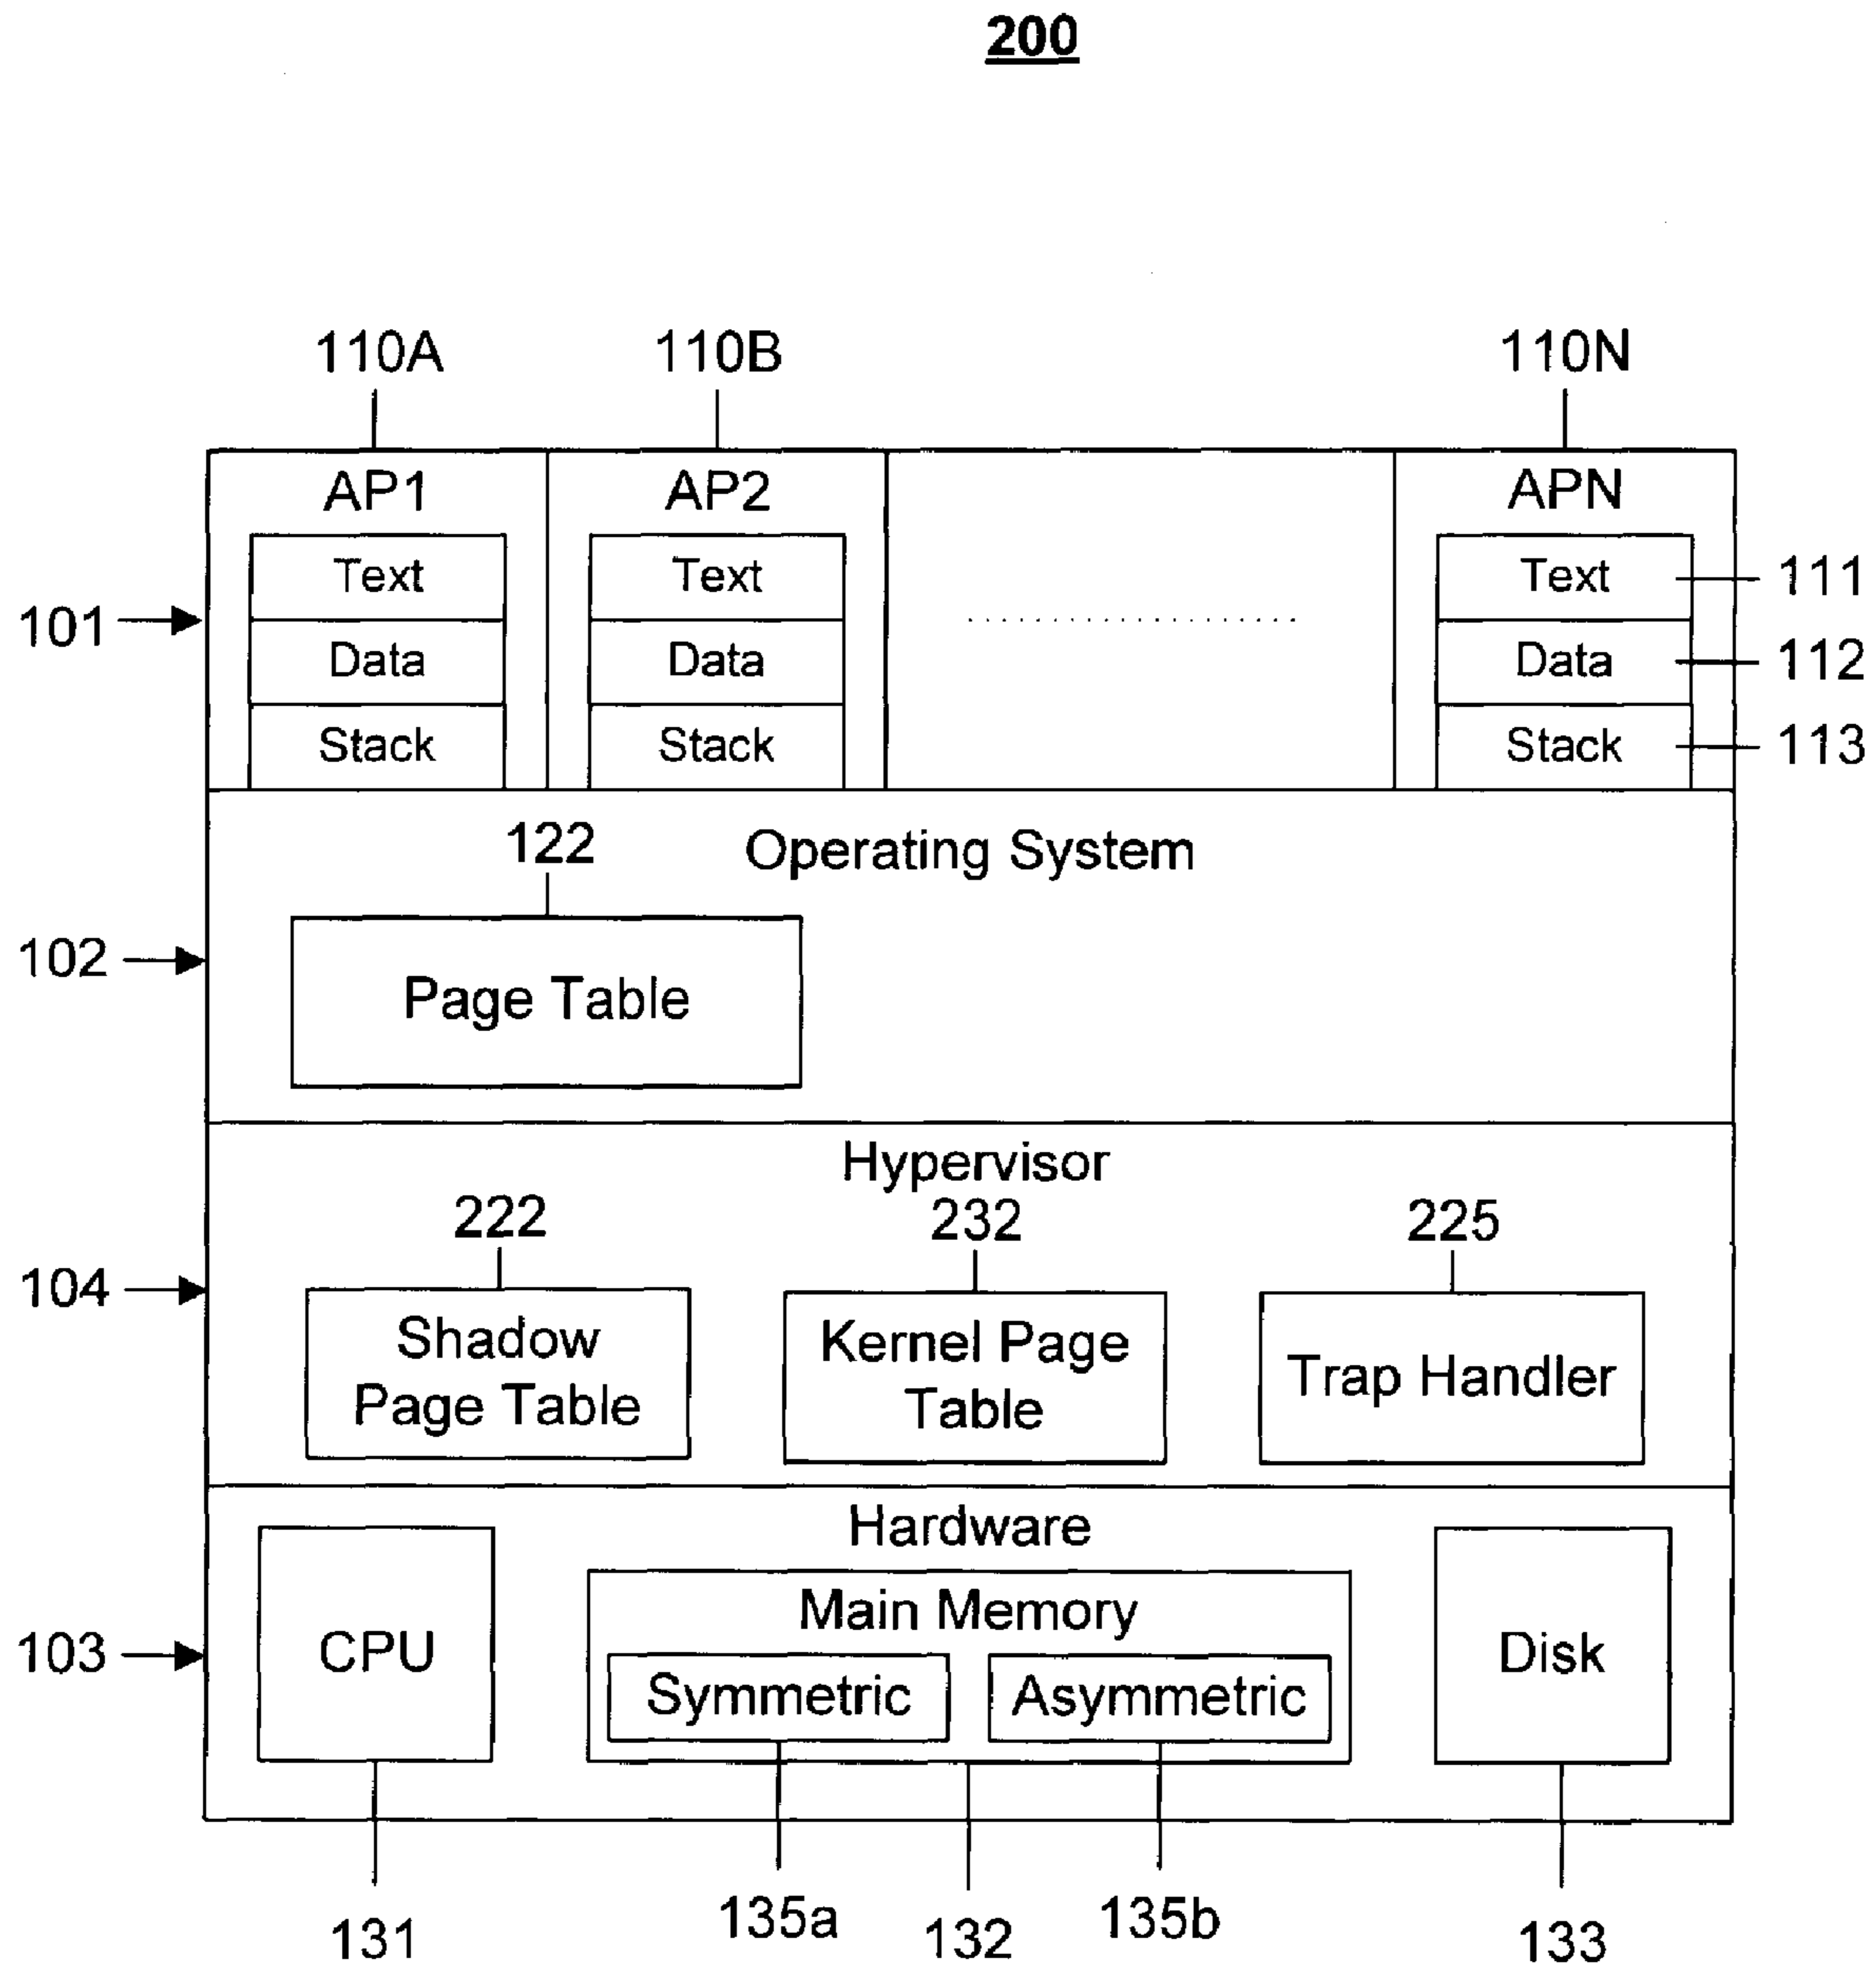 200
110A 110B 110N
AP1 AP2 APN
Text Text Text 111
101
Data Data Data 112
Stack Stack Stack 113
122 Operating System
102
Page Table
Hypervisor
222 232 225
104
Shadow
Page Table
Kernel Page
Table
Trap Handler
Hardware
Main Memory
103
CPU
Disk
Symmetric Asymmetric
131 135a 132 135b 133